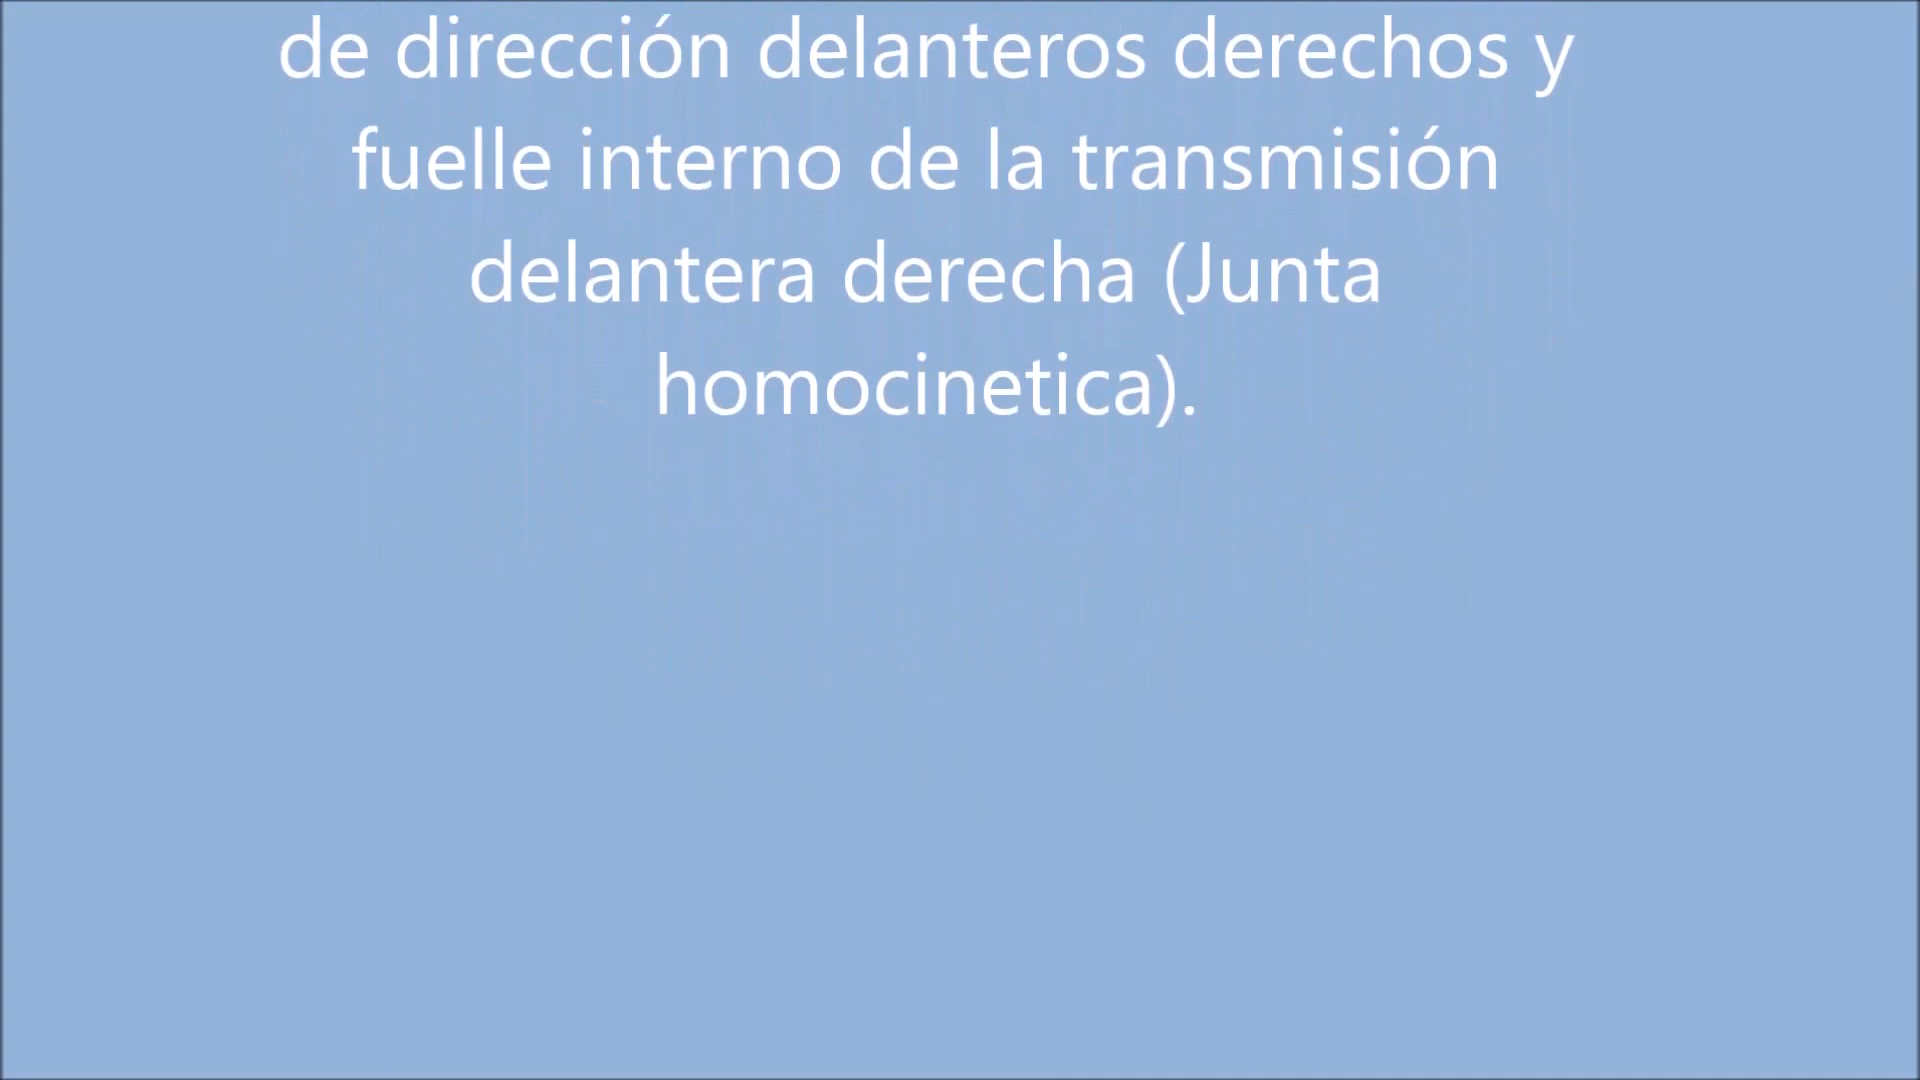 de dirección delanteros derechos y
fuelle interno de la transmisión
delantera derecha (Junta
homocinetica).